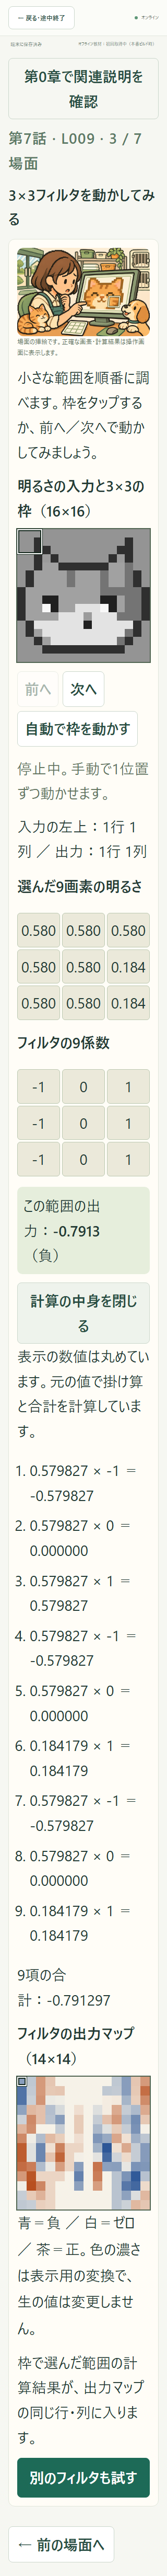 ← 戻る・途中終了
● オンライン
端末に保存済み
第0章で関連説明を
確認
第7話・L009・3 / 7
場面
3×3フィルタを動かしてみ
る
場面の挿絵です。正確な画素・計算結果は操作画
面に表示します。
小さな範囲を順番に調
べます。枠をタップする
か、前へ／次へで動か
してみましょう。
明るさの入力と3×3の
枠（16×16）
前へ
次へ
自動で枠を動かす
停止中。手動で1位置
ずつ動かせます。
入力の左上：1行 1
列 ／ 出力：1行 1列
選んだ9画素の明るさ
0.580 0.580 0.580
0.580 0.580 0.184
0.580 0.580 0.184
フィルタの9係数
-1 0 1
-1 0 1
-1 0 1
この範囲の出
力：-0.7913
（負）
計算の中身を閉じ
る
表示の数値は丸めてい
ます。元の値で掛け算
と合計を計算していま
す。
1. 0.579827 × -1 ＝
-0.579827
2. 0.579827 × 0 ＝
0.000000
3. 0.579827 × 1 ＝
0.579827
4. 0.579827 × -1 ＝
-0.579827
5. 0.579827 × 0 ＝
0.000000
6. 0.184179 × 1 ＝
0.184179
7. 0.579827 × -1 ＝
-0.579827
8. 0.579827 × 0 ＝
0.000000
9. 0.184179 × 1 ＝
0.184179
9項の合
計：-0.791297
フィルタの出力マップ
（14×14）
青＝負 ／ 白＝ゼロ
／ 茶＝正。色の濃さ
は表示用の変換で、
生の値は変更しませ
ん。
枠で選んだ範囲の計
算結果が、出力マップ
の同じ行・列に入りま
す。
別のフィルタも試す
← 前の場面へ